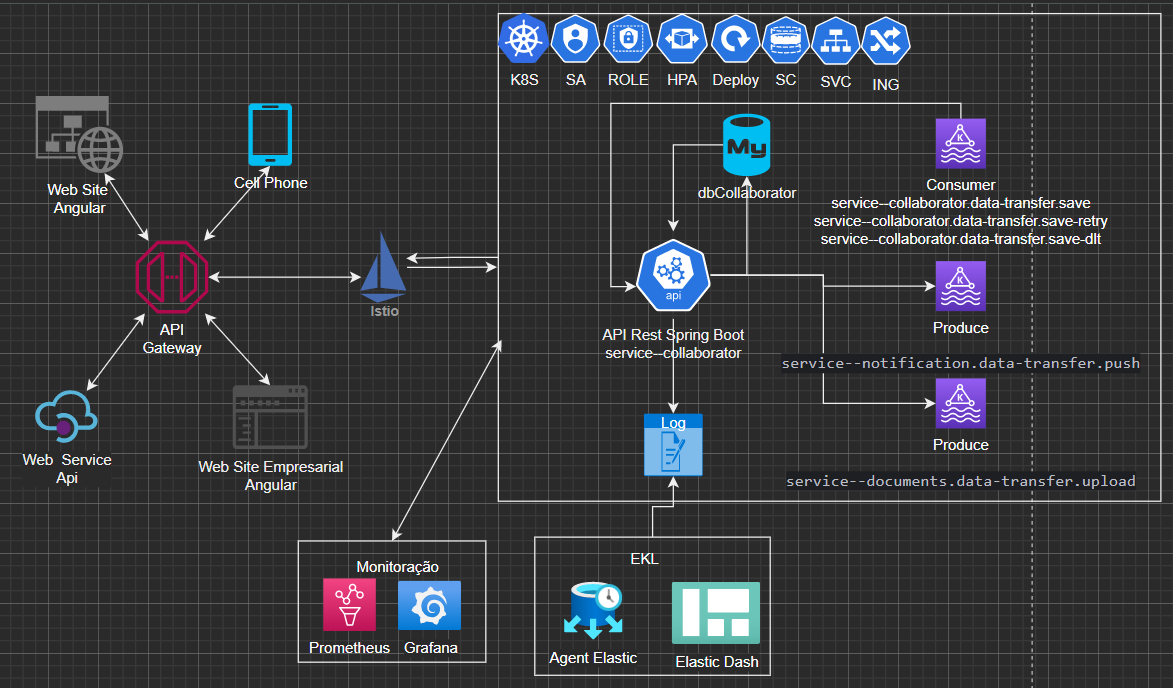 K8S
SA
ROLE
HPA
Deploy
SC
SVC
ING
Web Site
Angular
Cell Phone
My
dbCollaborator
K
Consumer
service--collaborator.data-transfer.save
service--collaborator.data-transfer.save-retry
service--collaborator.data-transfer.save-dlt
API
Gateway
Istio
api
API Rest Spring Boot
service--collaborator
K
Produce
service--notification.data-transfer.push
K
Produce
service--documents.data-transfer.upload
Log
Web Service
Api
Web Site Empresarial
Angular
Monitoração
Prometheus
Grafana
EKL
Agent Elastic
Elastic Dash